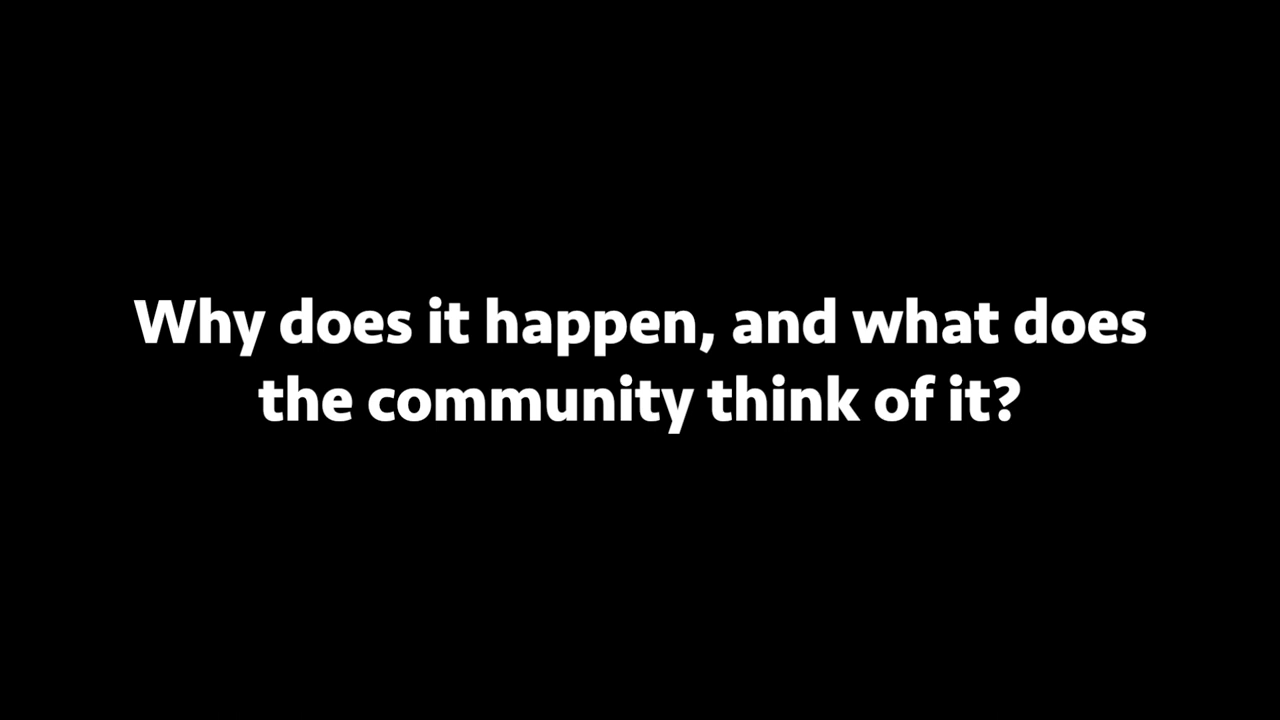 Why does it happen, and what does
the community think of it?